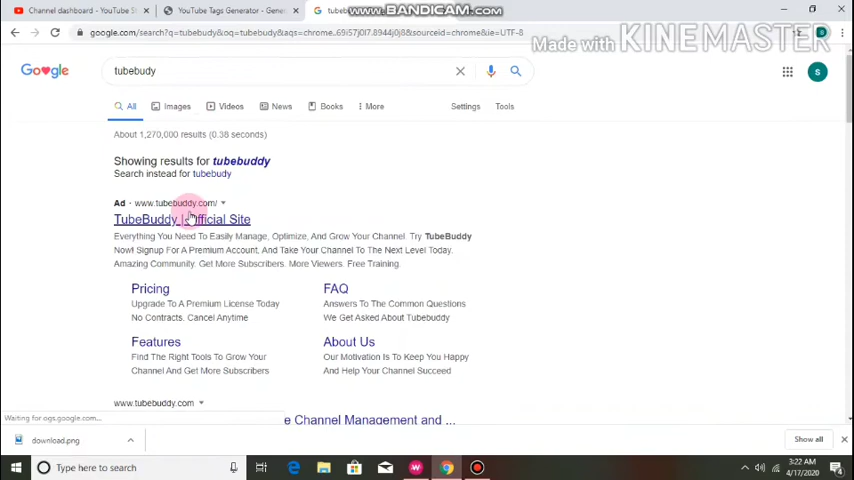 Channel dashboard - YouTube St
YouTube Tags Generator - Gene
www.BANDICAM.com
google.com/search?q=tubebudy&oq=tubebudy&aqs=chrome..69i57j0l7.8944j0j8&sourceid=chrome&ie=UTF-8
Made with KINEMASTER
Google
tubebudy
S
All
Images
Videos
News
Books
More
Settings
Tools
About 1,270,000 results (0.38 seconds)
Showing results for tubebuddy
Search instead for tubebudy
Ad · www.tubebuddy.com/
TubeBuddy | Official Site
Everything You Need To Easily Manage, Optimize, And Grow Your Channel. Try TubeBuddy
Now! Signup For A Premium Account, And Take Your Channel To The Next Level Today.
Amazing Community. Get More Subscribers. More Viewers. Free Training.
Pricing
Upgrade To A Premium License Today
No Contracts. Cancel Anytime
FAQ
Answers To The Common Questions
We Get Asked About Tubebuddy
Features
Find The Right Tools To Grow Your
Channel And Get More Subscribers
About Us
Our Motivation Is To Keep You Happy
And Help Your Channel Succeed
www.tubebuddy.com
e Channel Management and ...
Waiting for ogs.google.com...
download.png
Show all
Type here to search
3:22 AM
4/17/2020